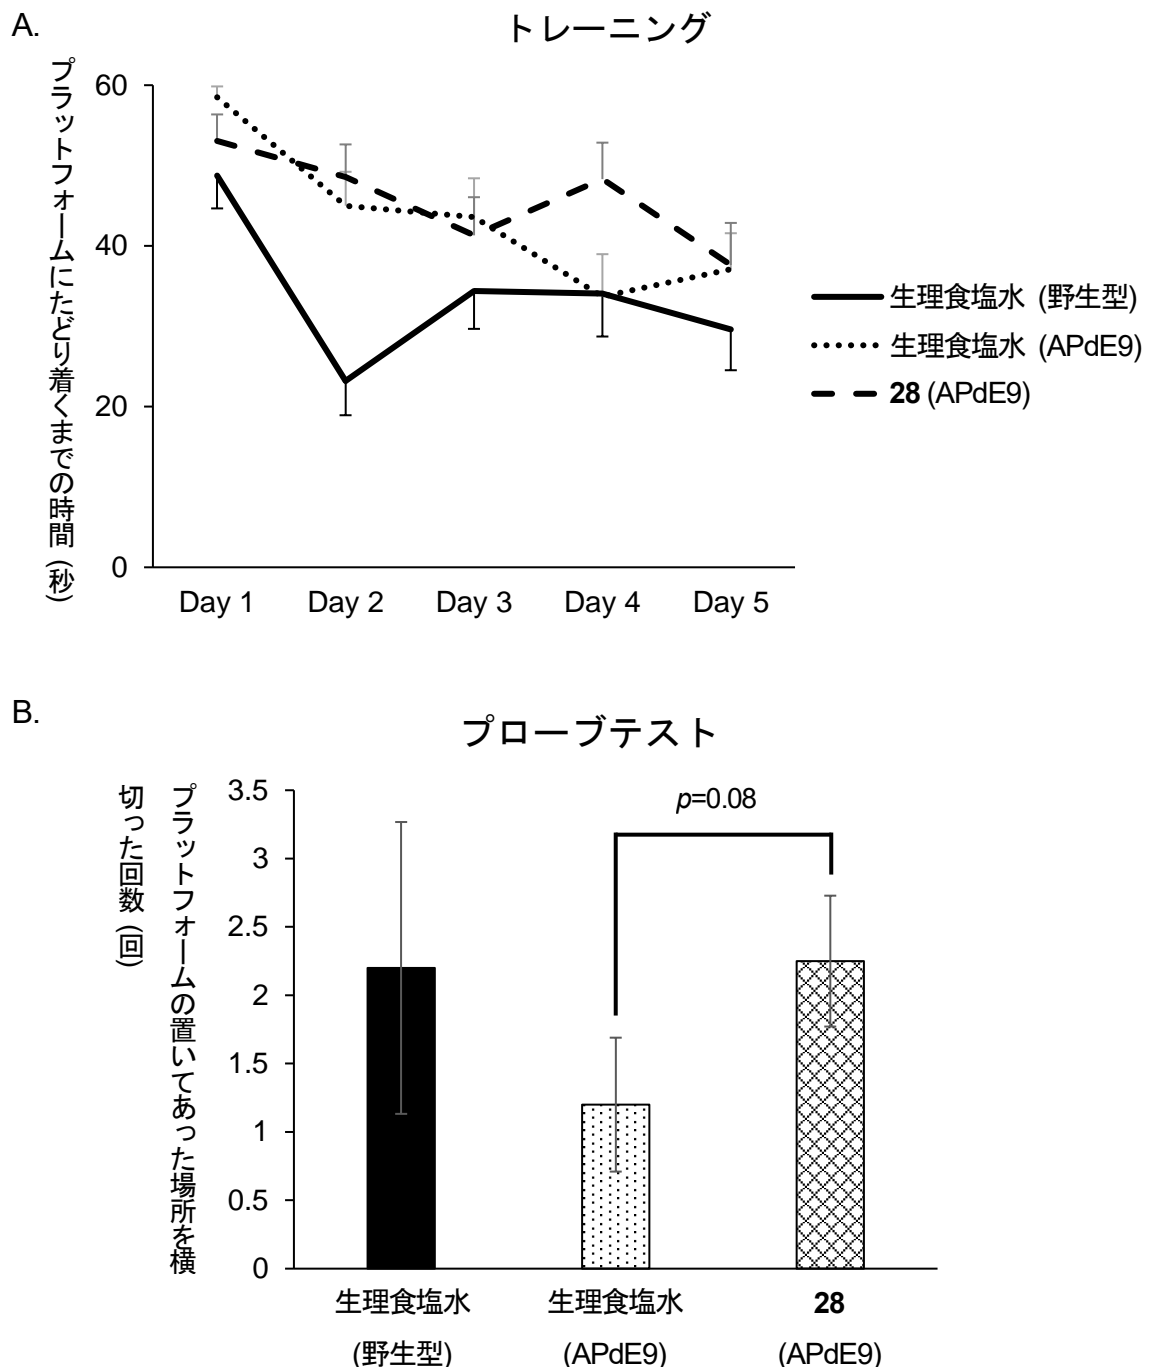 A.
トレーニング
プラットフォームにたどり着くまでの時間 (秒)
60
40
20
0
Day 1
Day 2
Day 3
Day 4
Day 5
生理食塩水 (野生型)
生理食塩水 (APdE9)
28 (APdE9)
B.
プローブテスト
プラットフォームの置いてあった場所を横
切った回数 (回)
3.5
3
2.5
2
1.5
1
0.5
0
p=0.08
生理食塩水
(野生型)
生理食塩水
(APdE9)
28
(APdE9)